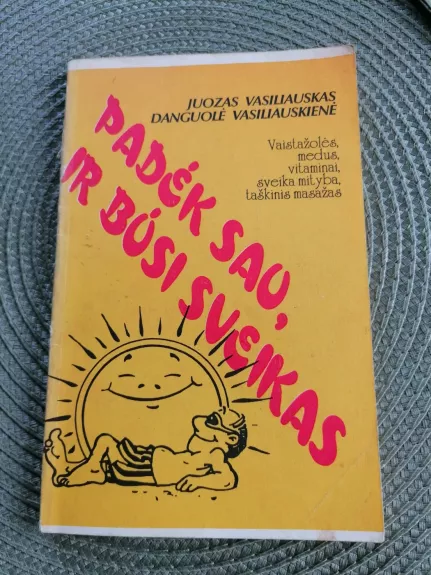 JUOZAS VASILIAUSKAS
DANGUOLĖ VASILIAUSKIENĖ
Vaistažolės,
medus,
vitaminai,
sveika mityba,
taškinis masažas
PADĖK SAU,
IR BŪSI SVEIKAS